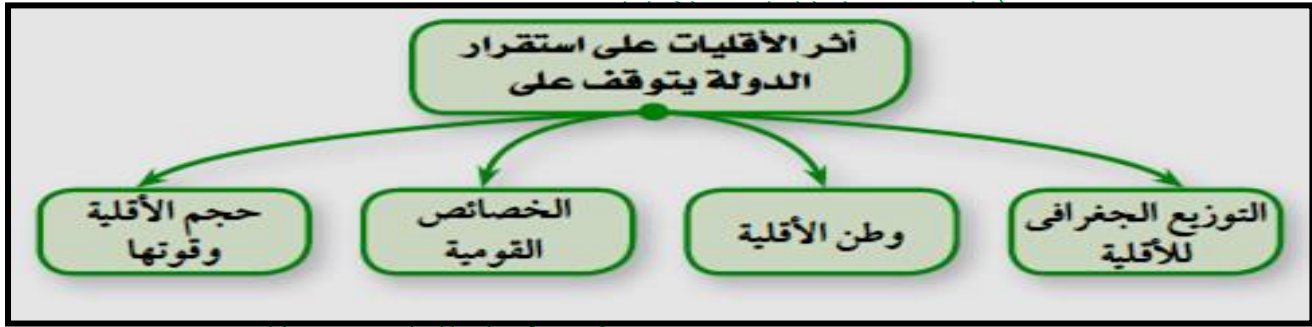 أثر الأقليات على استقرار
الدولة يتوقف على
التوزيع الجغرافى
للأقلية
وطن الأقلية
الخصائص
القومية
حجم الأقلية
وقوتها